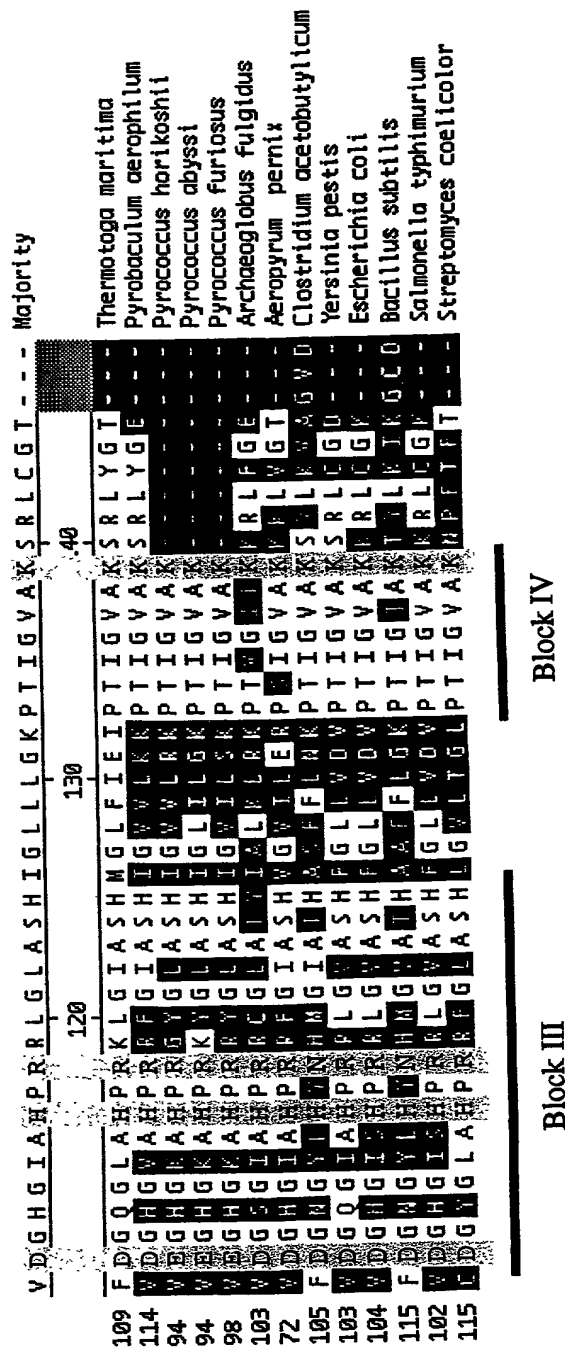 V D G H G I A H P R R L G L A S H I G L L L G K P T I G V A K S R L C G T - - - Majority
120 130 140
109 F D G Q G L A H P R K L G I A S H M G L F I E I P T I G V A K S R L Y G T - - - Thermotoga maritima
114 V D G H G V A H P R R F G I A S H I G V V L K K P T I G V A K S R L Y G E - - - Pyrobaculum aerophilum
94 V E G H G K A H P R G Y G L A S H I G V V L R K P T I G V A K - - - - - - - - - Pyrococcus horikoshii
94 V E G H G K A H P R K Y G L A S H I G L I L G K P T I G V A K - - - - - - - - - Pyrococcus abyssi
98 V E G H G K A H P R R Y G L A S H I G V I L S K P T I G V A K - - - - - - - - - Pyrococcus furiosus
103 V D G S G I A H P R R C G L A I Y I A L K L R K P T V G I T K K R L F G E - - - Archaeoglobus fulgidus
72 V D G H G I A H P R P F G I A S H V G V I L E R P I G V A K L V G T - - - Aeropyrum pernix
105 F D G N G Y H N H M G I A T H A F F L N K P T I G V A K S L K V A G V D Clostridium acetobutylicum
103 V D G Q G I A H P R P L G V A S H F G L L V D V P T I G V A K S R L C G D - - - Yersinia pestis
104 V D G H G I H P R R L G V A S H F G L L V D V P T I G V A K R L C G K - - - Escherichia coli
115 F D G N G Y L H N H M G A T H A A F F L G K P T I G I A K Y L K I K G C D Bacillus subtilis
102 V D G H G I S H P R R L G V A S H F G L L V D V P T I G V A K R L C G K - - - Salmonella typhimurium
115 C D G Y G L A H P R R F G L A S H L G V L T G L P T I G V A K N P F T F T - - - Streptomyces coelicolor
Block III
Block IV